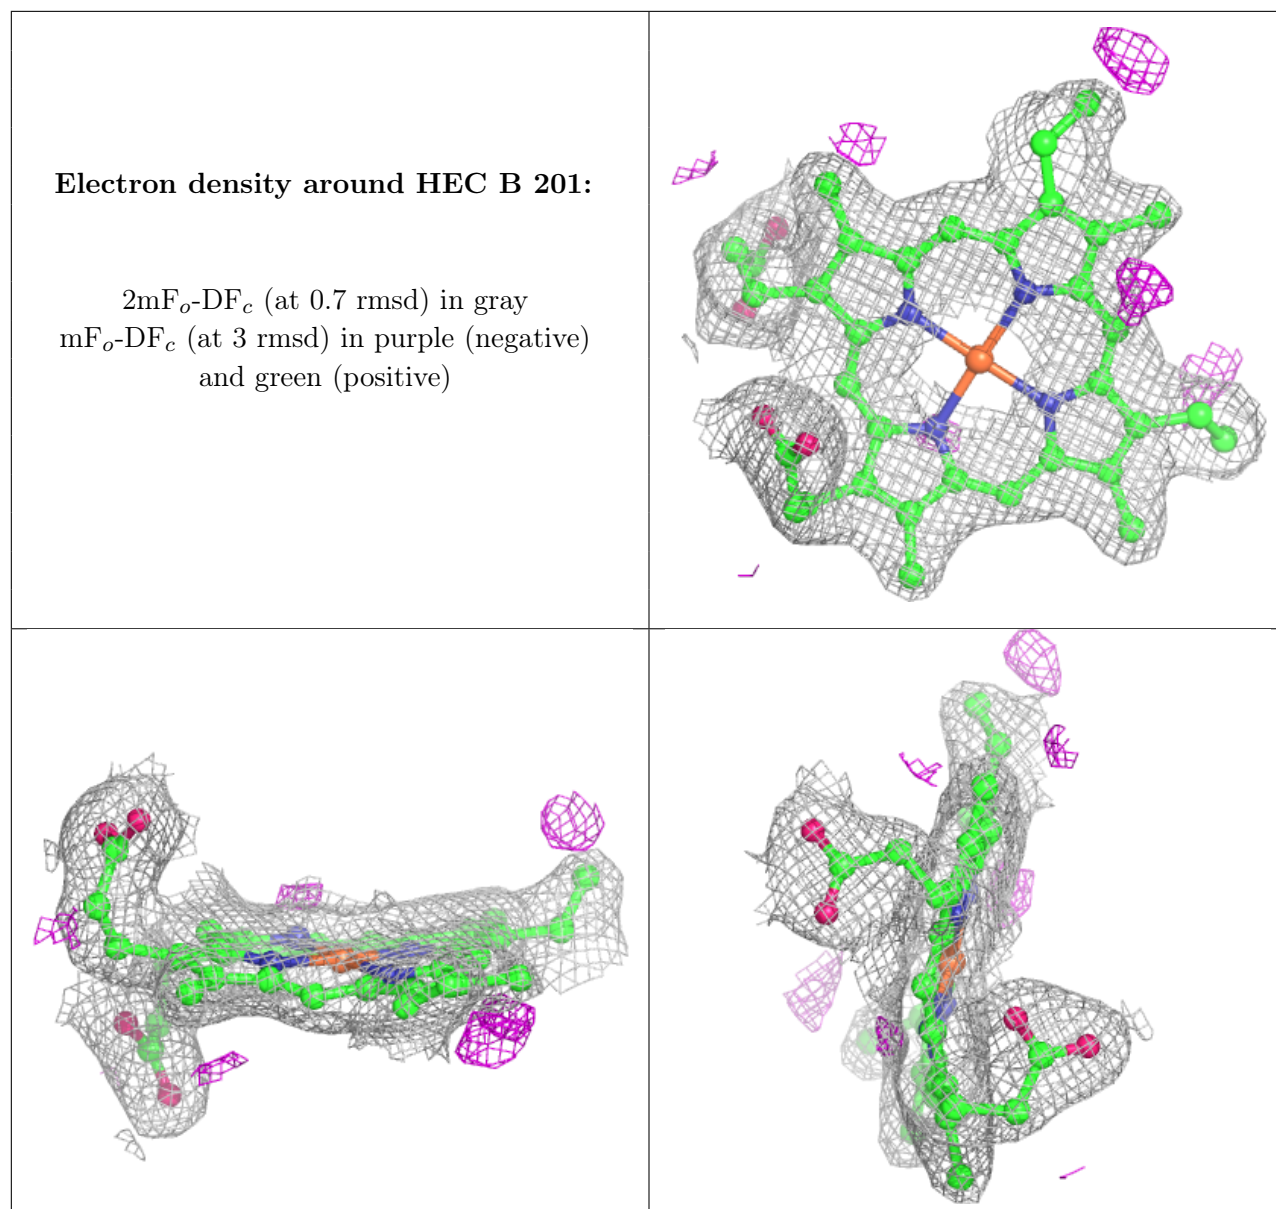 Electron density around HEC B 201:
2mFo-DFc (at 0.7 rmsd) in gray
mFo-DFc (at 3 rmsd) in purple (negative)
and green (positive)